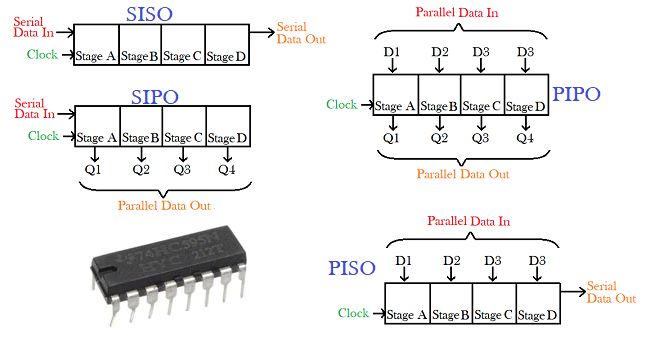 SISO
Serial
Data In
Clock
Stage A Stage B Stage C Stage D
Serial
Data Out
SIPO
Serial
Data In
Clock
Stage A Stage B Stage C Stage D
Q1 Q2 Q3 Q4
Parallel Data Out
Parallel Data In
D1 D2 D3 D3
PIPO
Clock
Stage A Stage B Stage C Stage D
Q1 Q2 Q3 Q4
Parallel Data Out
Parallel Data In
D1 D2 D3 D3
PISO
Clock
Stage A Stage B Stage C Stage D
Serial
Data Out